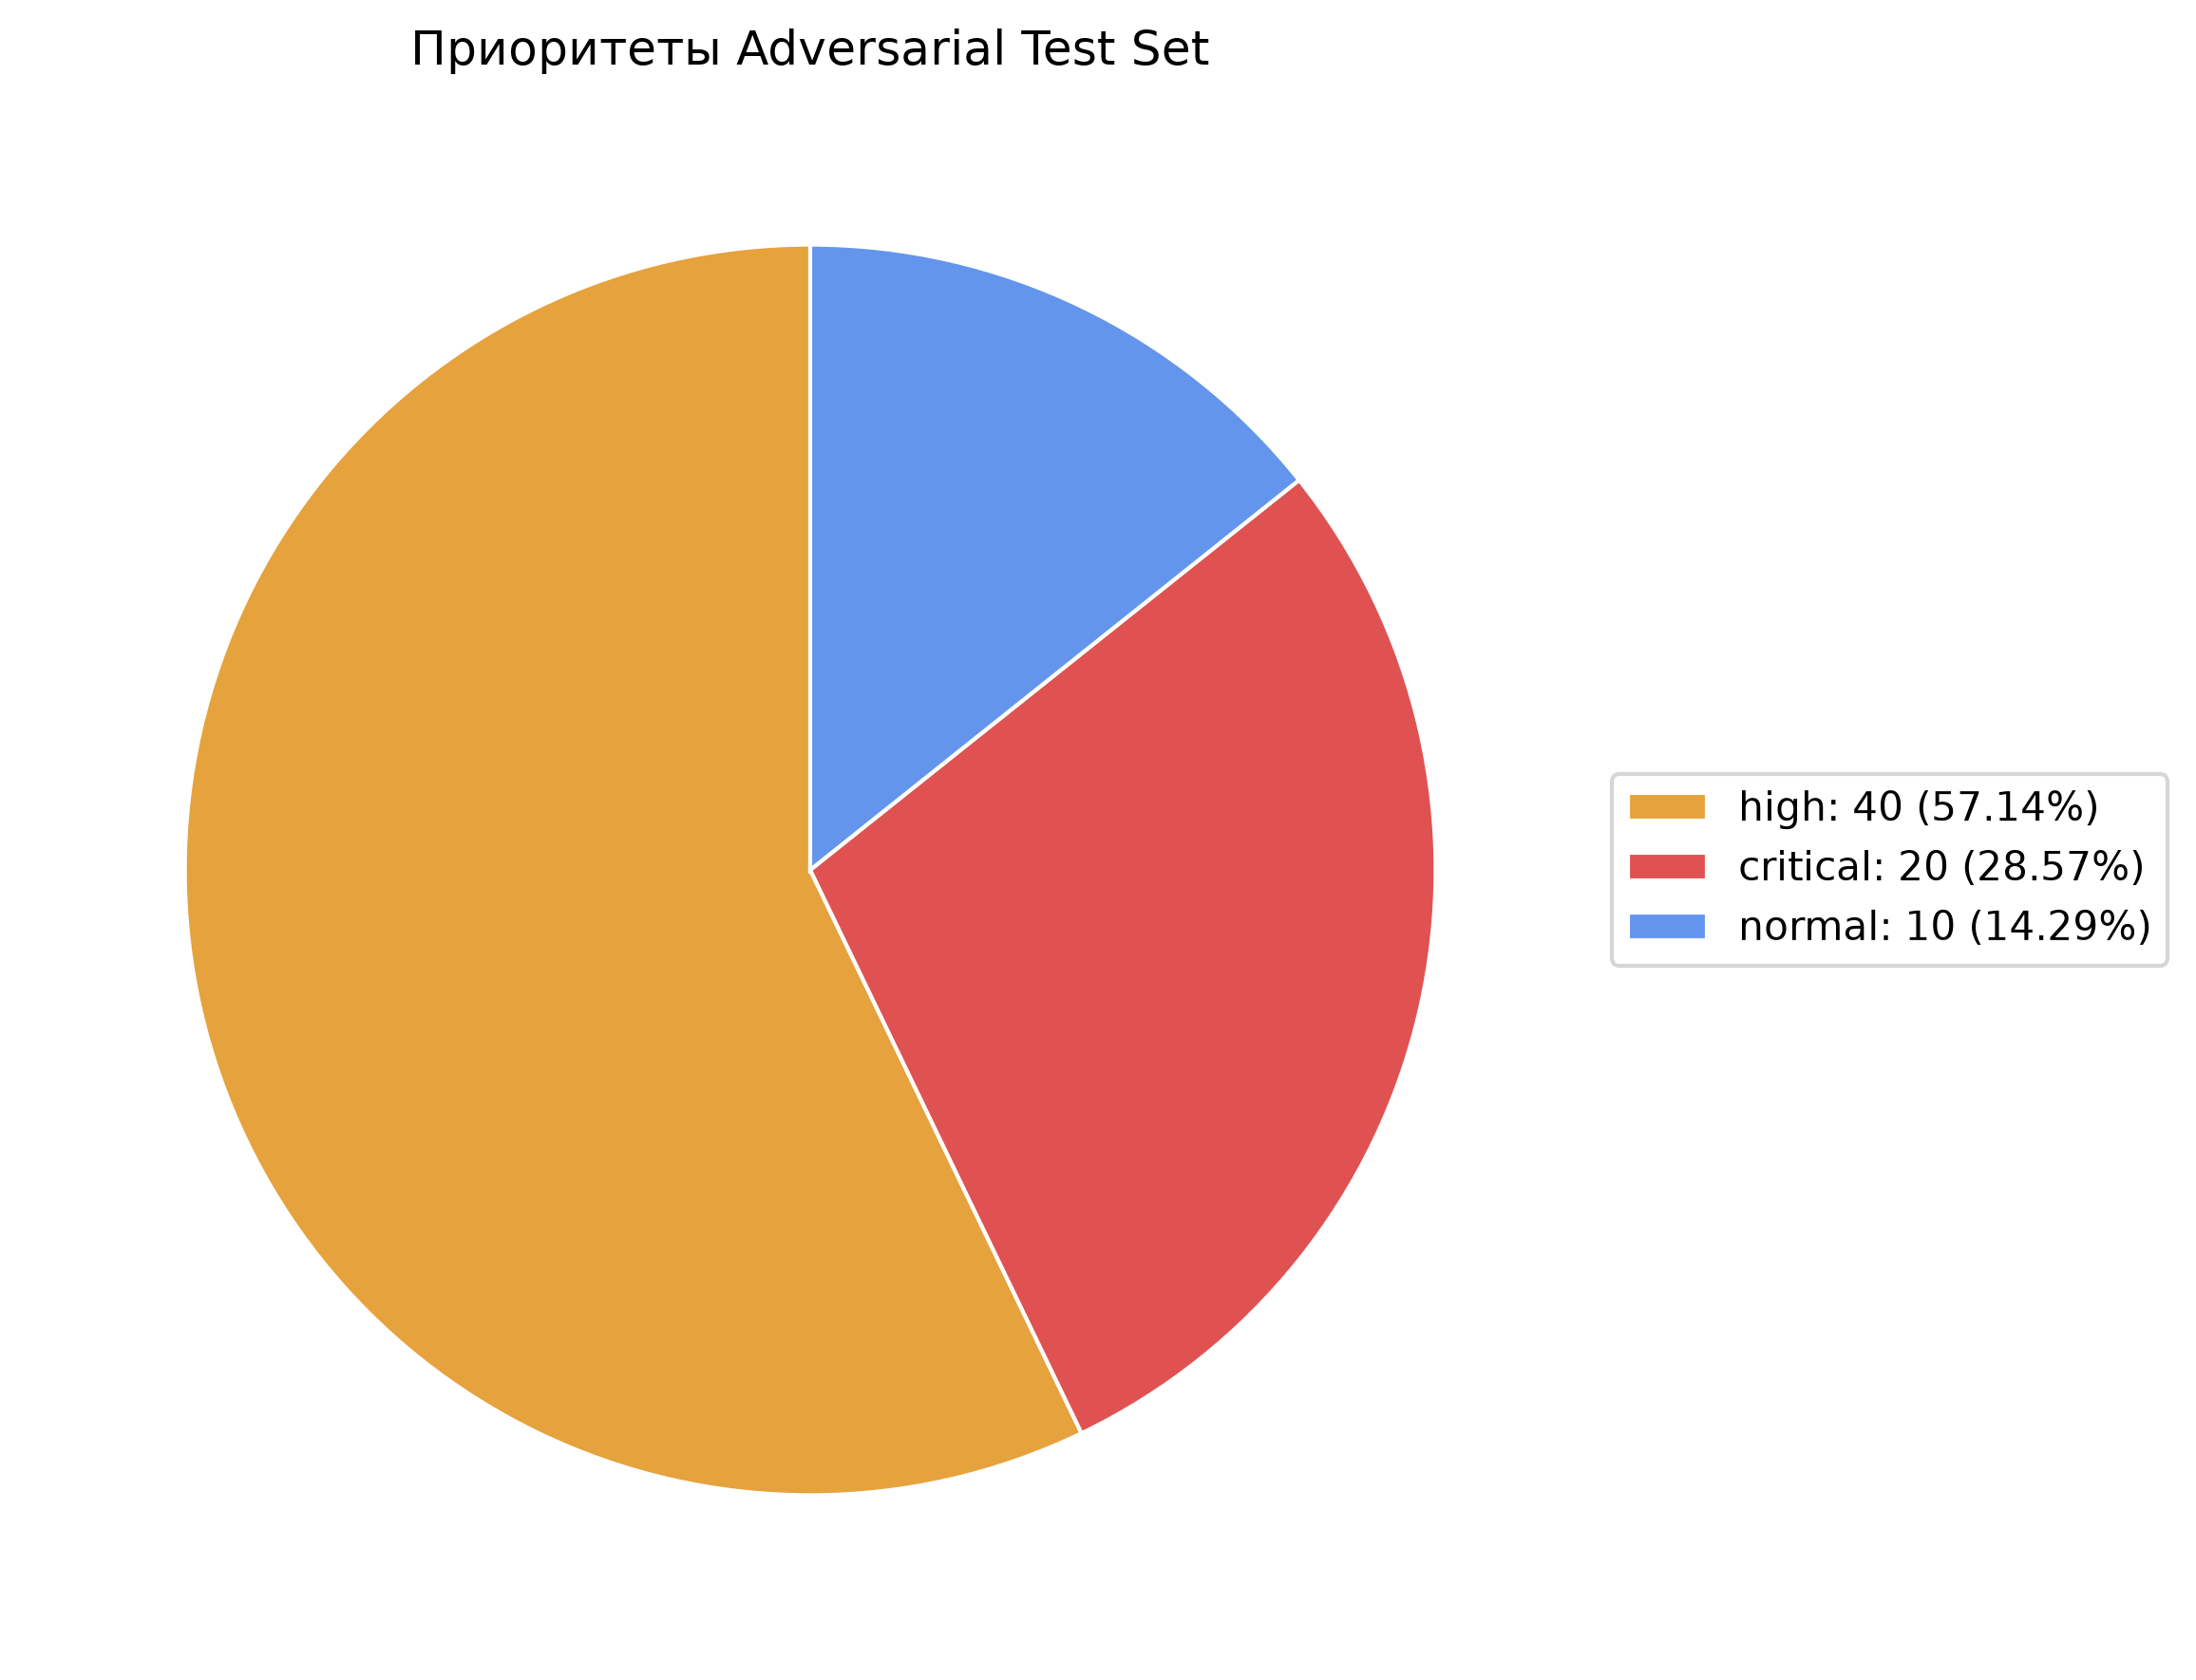 Приоритеты Adversarial Test Set
high: 40 (57.14%)
critical: 20 (28.57%)
normal: 10 (14.29%)